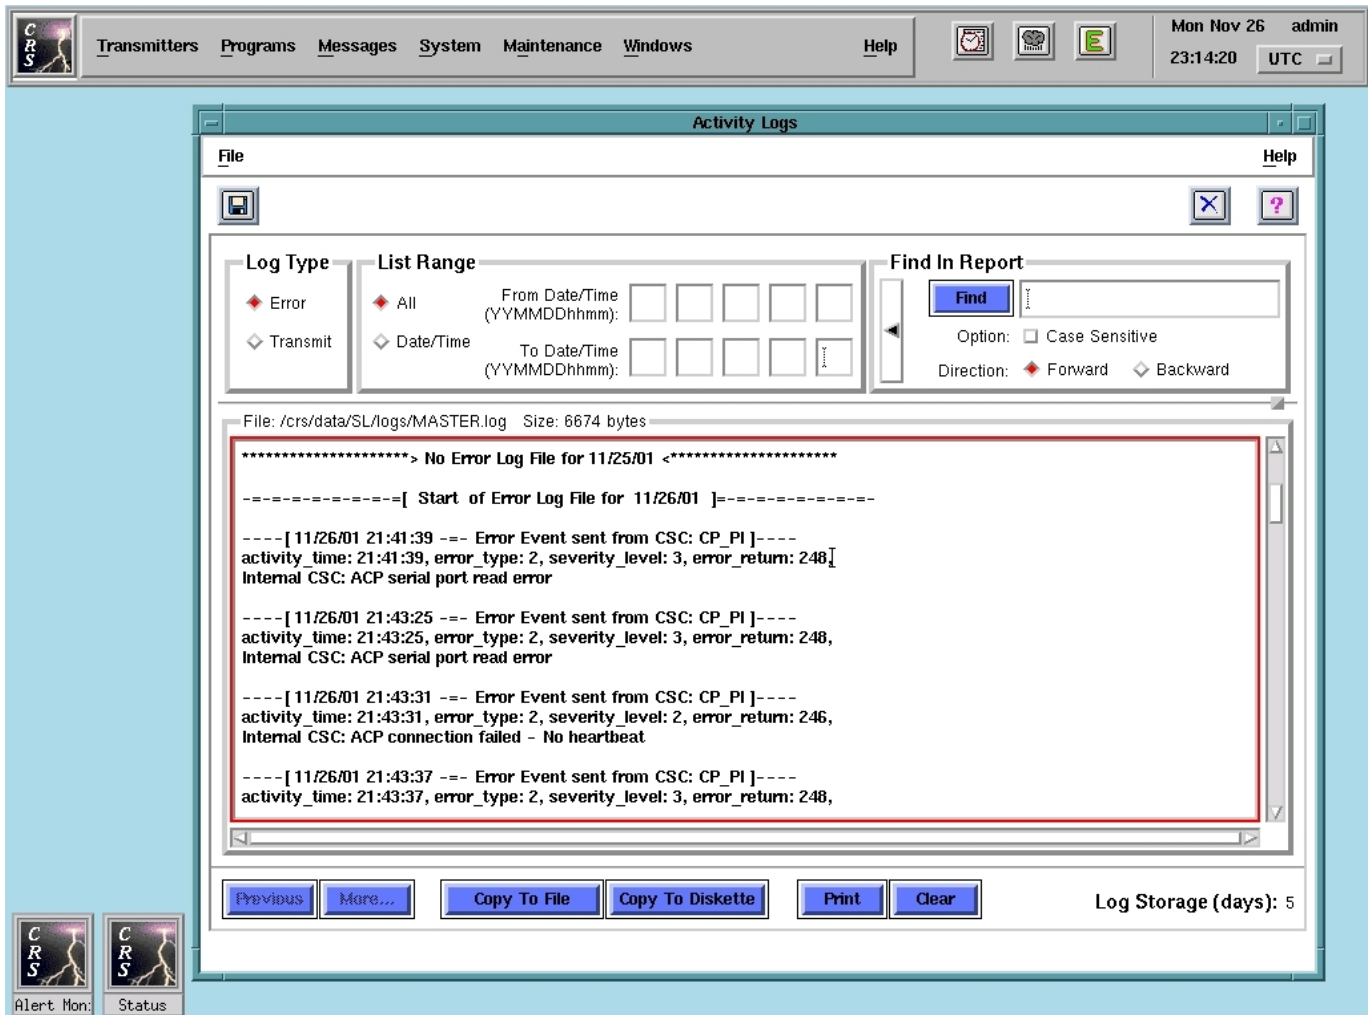 CRS
Transmitters Programs Messages System Maintenance Windows Help
E
Mon Nov 26 admin
23:14:20 UTC
Activity Logs
File Help
?
Log Type
Error
Transmit
List Range
All
Date/Time
From Date/Time
(YYMMDDhhmm):
To Date/Time
(YYMMDDhhmm):
Find In Report
Find
Option: Case Sensitive
Direction: Forward Backward
File: /crs/data/SL/logs/MASTER.log Size: 6674 bytes
*********************> No Error Log File for 11/25/01 <*********************
-=-=-=-=-=-=-=-=[ Start of Error Log File for 11/26/01 ]=-=-=-=-=-=-=-=-
----[ 11/26/01 21:41:39 -=- Error Event sent from CSC: CP_PI ]----
activity_time: 21:41:39, error_type: 2, severity_level: 3, error_return: 248,
Internal CSC: ACP serial port read error
----[ 11/26/01 21:43:25 -=- Error Event sent from CSC: CP_PI ]----
activity_time: 21:43:25, error_type: 2, severity_level: 3, error_return: 248,
Internal CSC: ACP serial port read error
----[ 11/26/01 21:43:31 -=- Error Event sent from CSC: CP_PI ]----
activity_time: 21:43:31, error_type: 2, severity_level: 2, error_return: 246,
Internal CSC: ACP connection failed - No heartbeat
----[ 11/26/01 21:43:37 -=- Error Event sent from CSC: CP_PI ]----
activity_time: 21:43:37, error_type: 2, severity_level: 3, error_return: 248,
Previous More... Copy To File Copy To Diskette Print Clear Log Storage (days): 5
CRS
Alert Mon:
CRS
Status